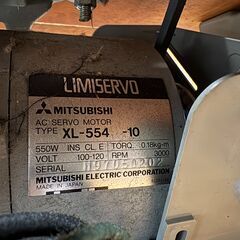 LIMISERVO
MITSUBISHI
AC SERVO MOTOR
TYPE XL-554 -10
550W INS CL E TORQ 0.18kg-m
VOLT 100-120 RPM 3000
SERIAL
MITSUBISHI ELECTRIC CORPORATION
MADE IN JAPAN